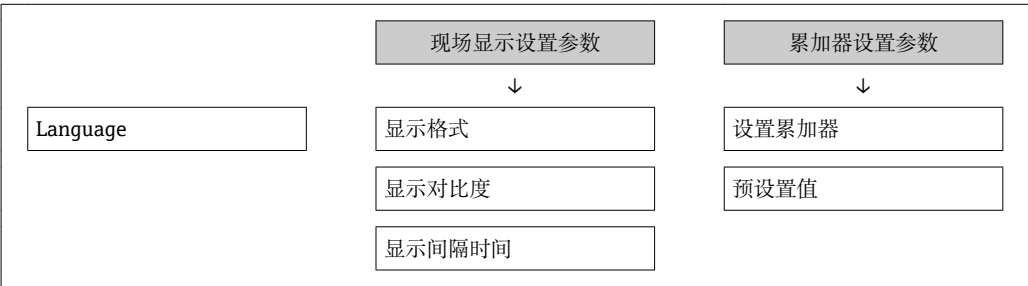 现场显示设置参数
累加器设置参数
↓
↓
Language
显示格式
设置累加器
显示对比度
预设置值
显示间隔时间